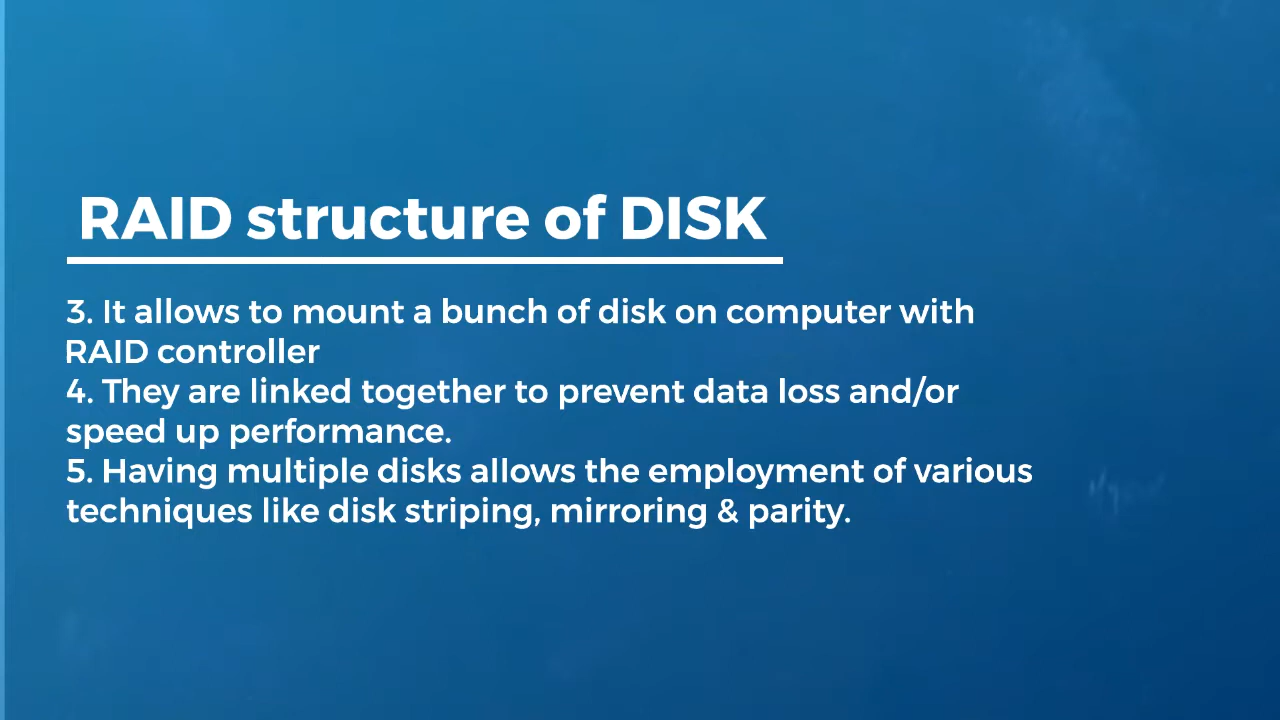 RAID structure of DISK
3. It allows to mount a bunch of disk on computer with
RAID controller
4. They are linked together to prevent data loss and/or
speed up performance.
5. Having multiple disks allows the employment of various
techniques like disk striping, mirroring & parity.